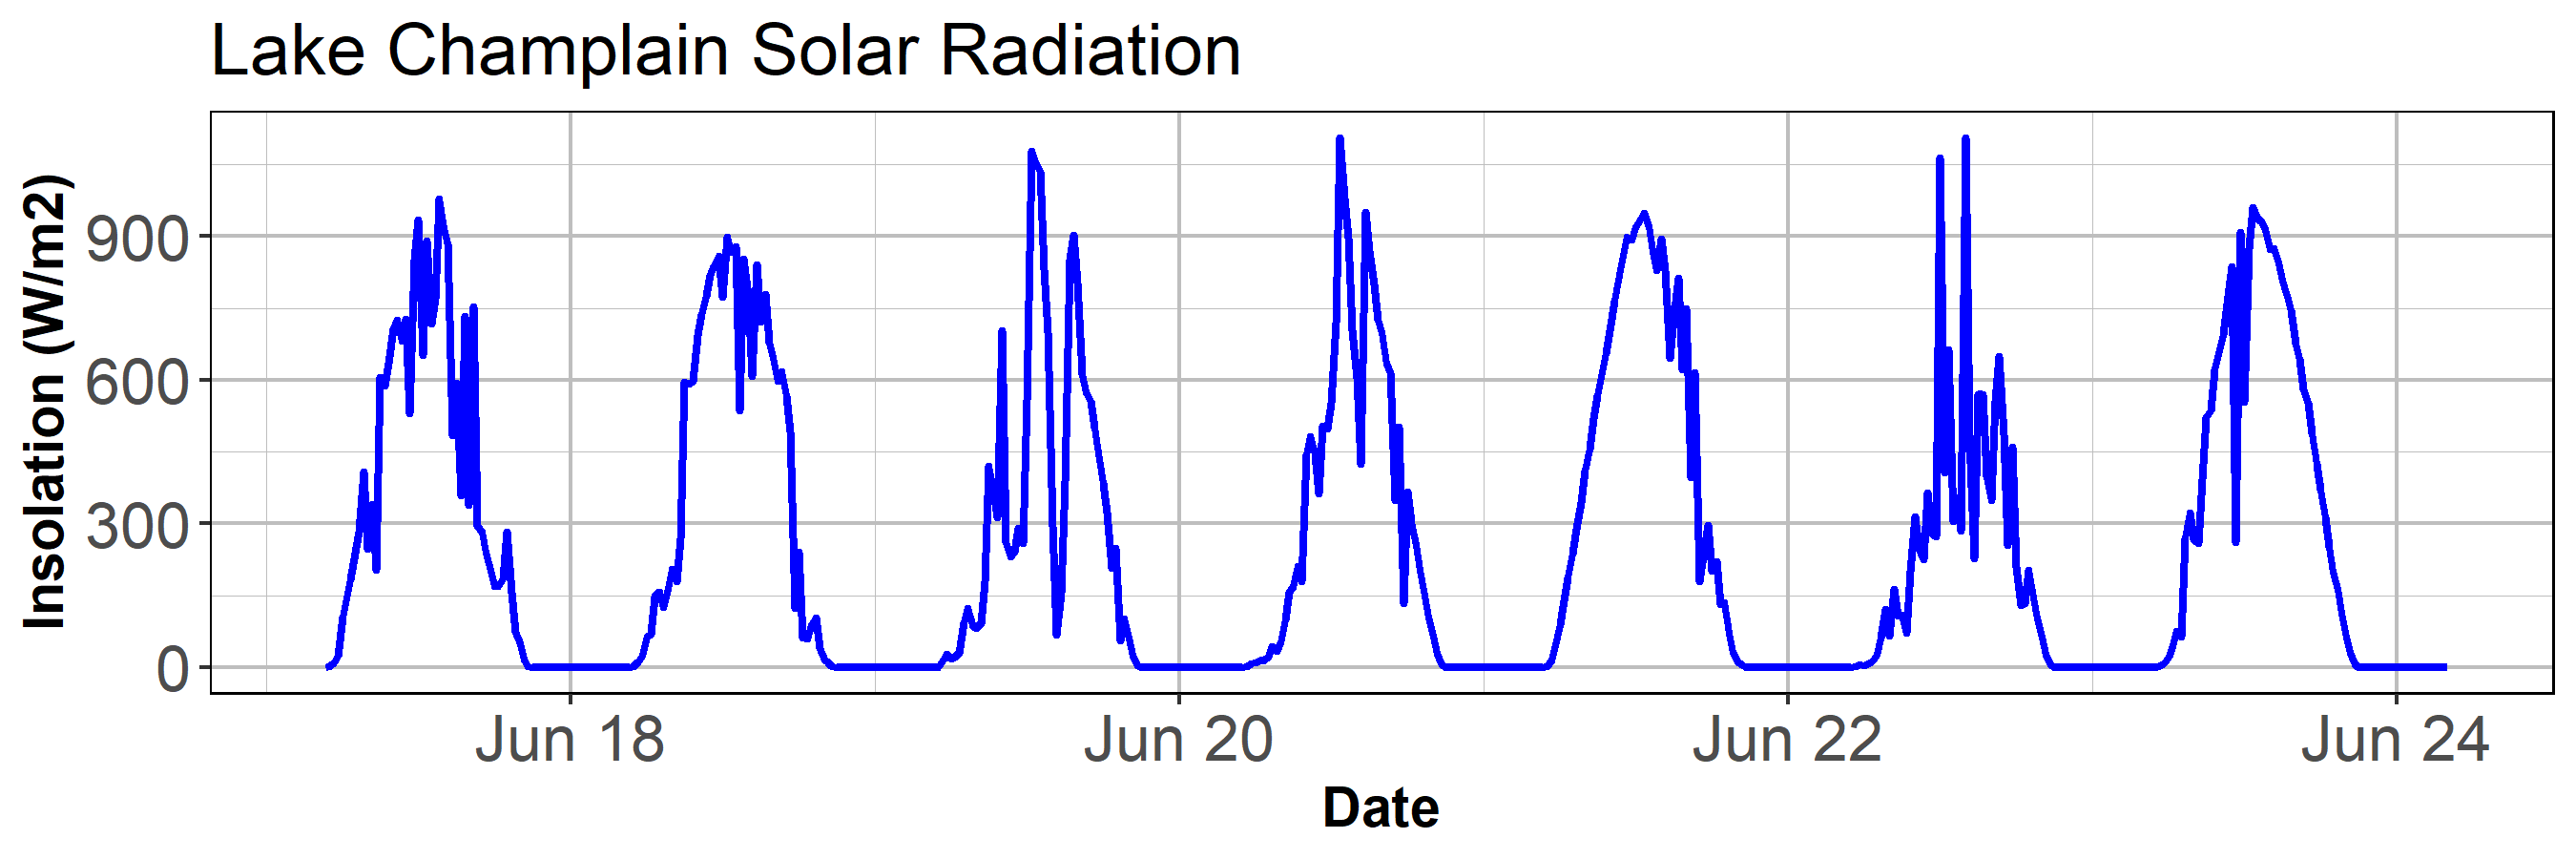 Lake Champlain Solar Radiation
Insolation (W/m2)
900
600
300
0
Jun 18 Jun 20 Jun 22 Jun 24
Date